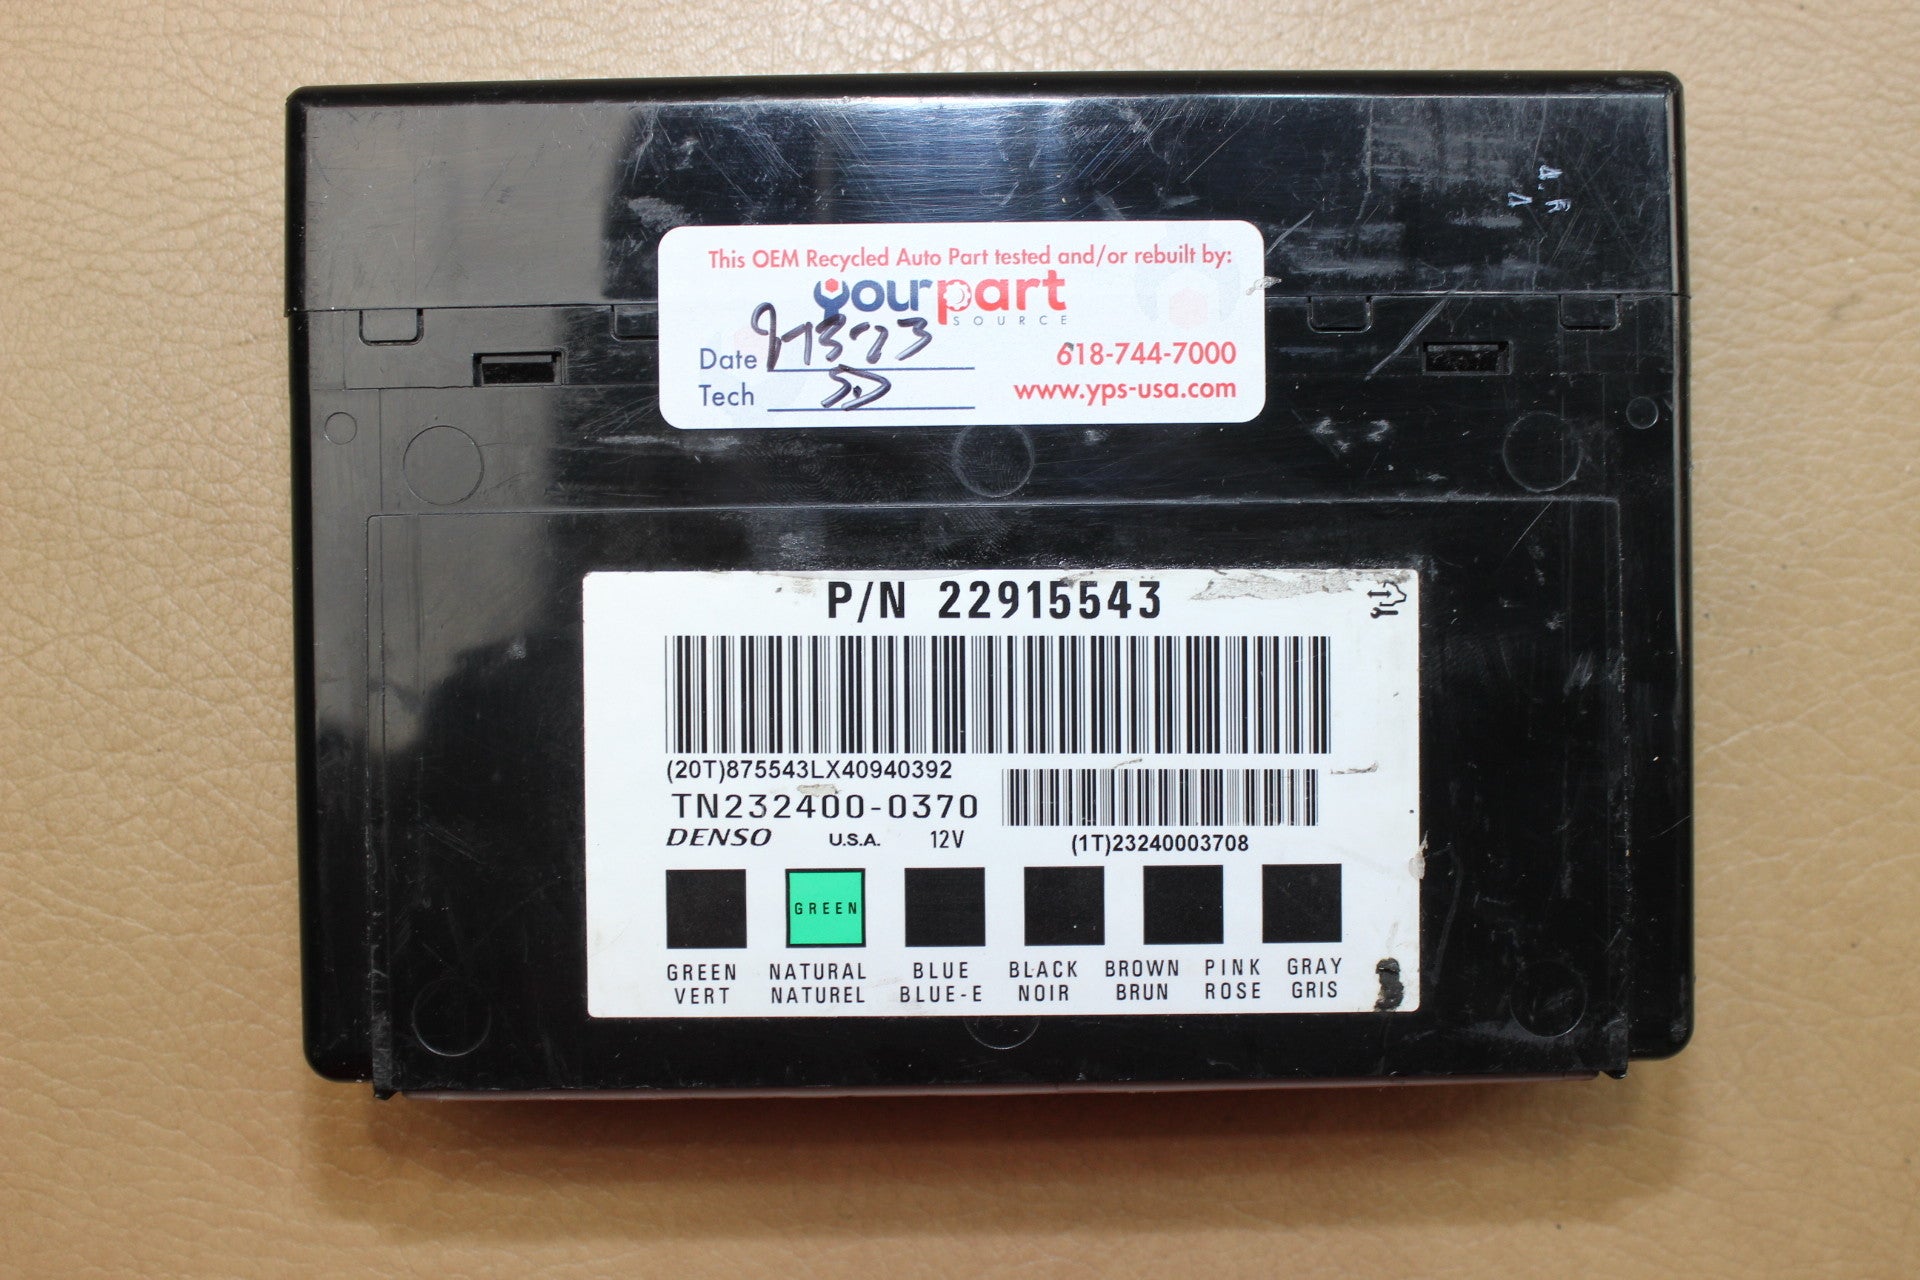 This OEM Recycled Auto Part tested and/or rebuilt by:
yourpart
SOURCE
Date
618-744-7000
Tech
www.yps-usa.com
P/N 22915543
(20T)875543LX40940392
TN232400-0370
DENSO U.S.A. 12V
(1T)23240003708
GREEN
GREEN NATURAL BLUE BLACK BROWN PINK GRAY
VERT NATUREL BLUE-E NOIR BRUN ROSE GRIS